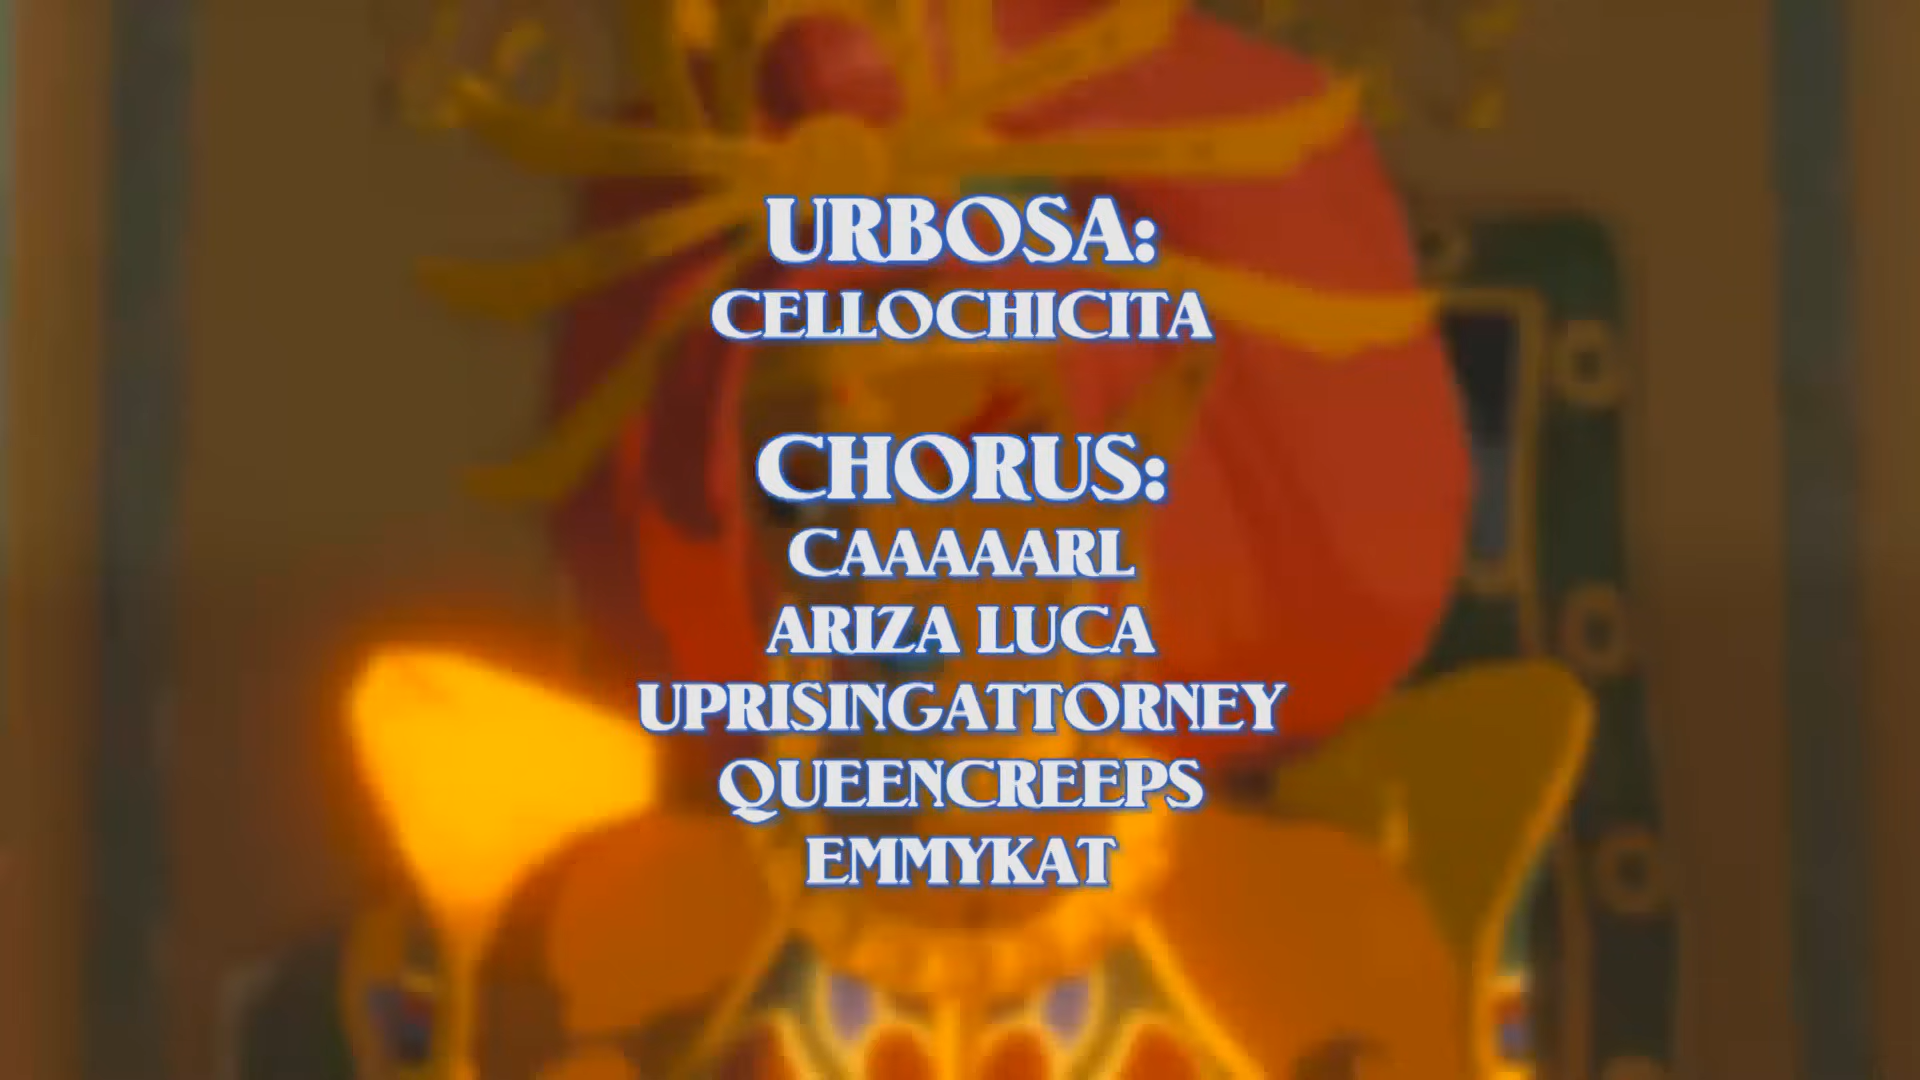 URBOSA:
CELLOCHICITA
CHORUS:
CAAAAARL
ARIZA LUCA
UPRISINGATTORNEY
QUEENCREEPS
EMMYKAT